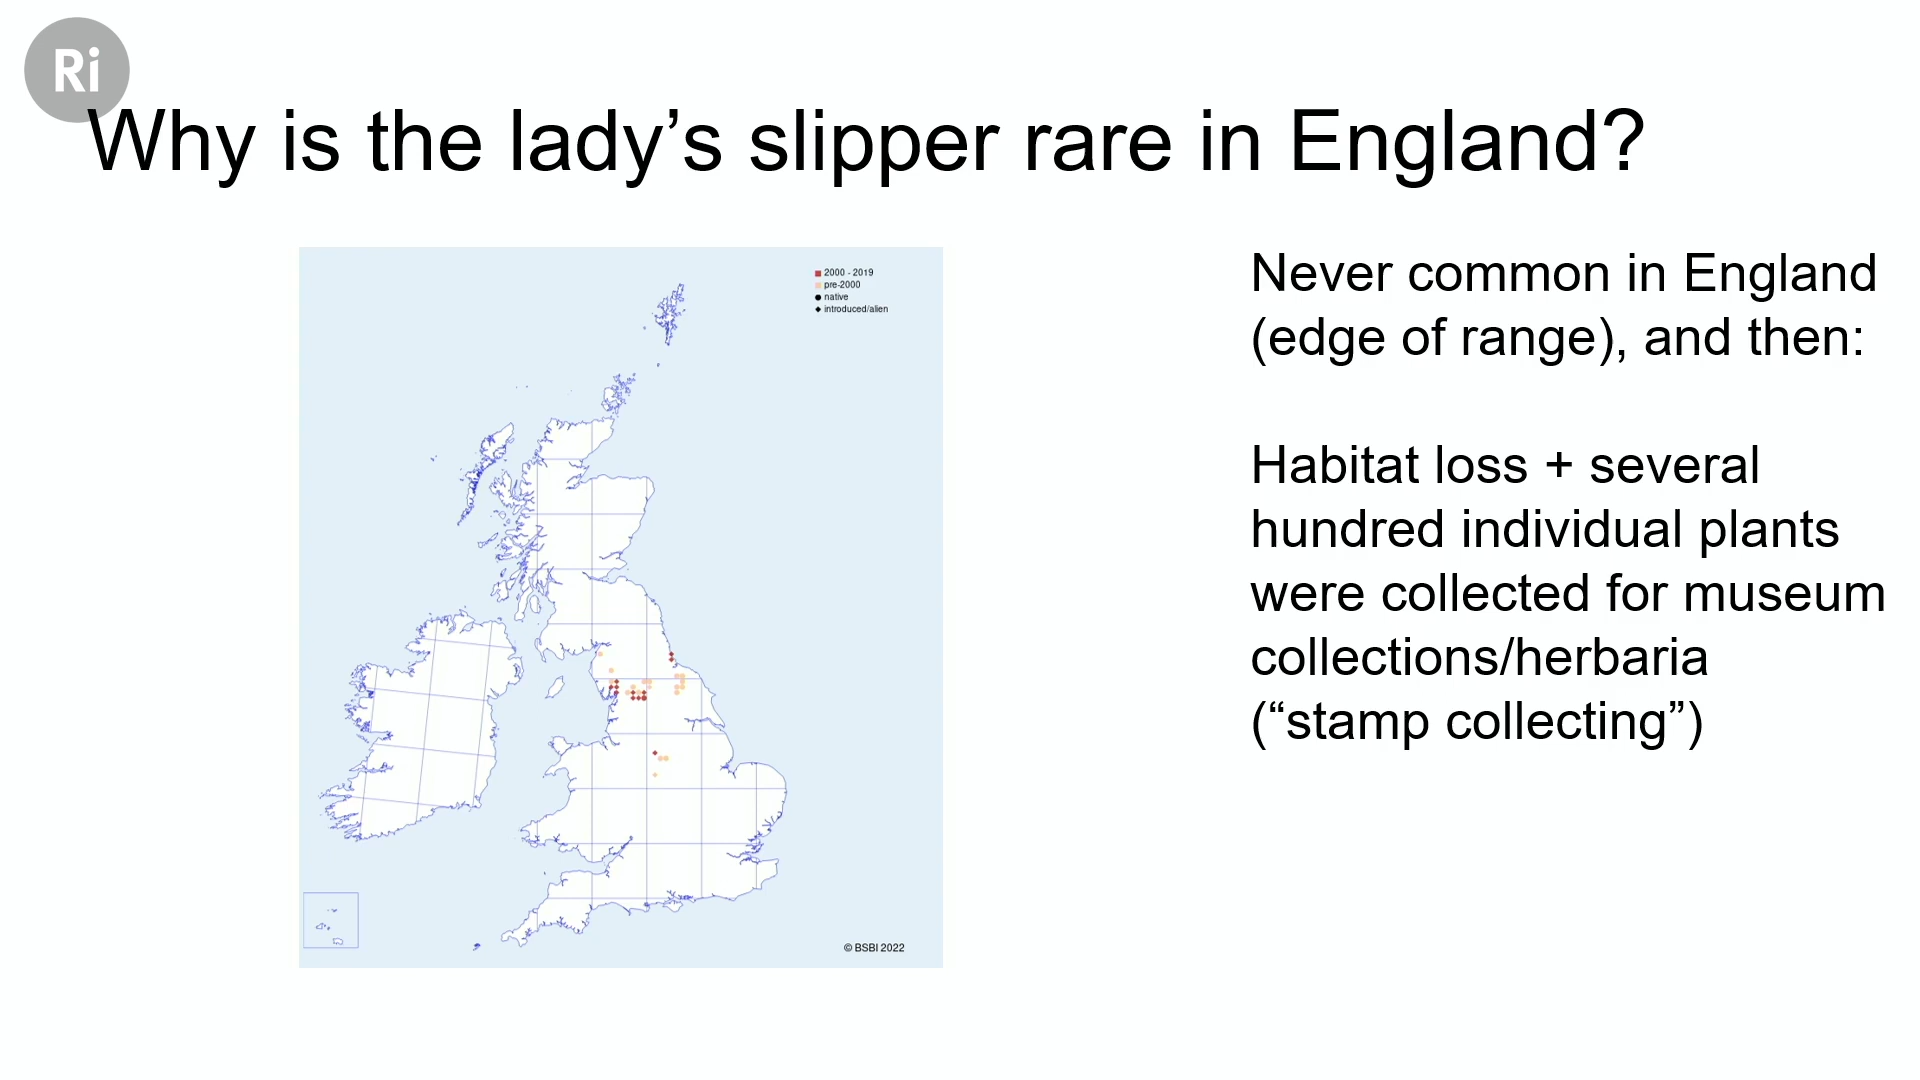 Ri
Why is the lady’s slipper rare in England?
2000 - 2019
pre-2000
native
introduced/alien
© BSBI 2022
Never common in England
(edge of range), and then:
Habitat loss + several
hundred individual plants
were collected for museum
collections/herbaria
(“stamp collecting”)